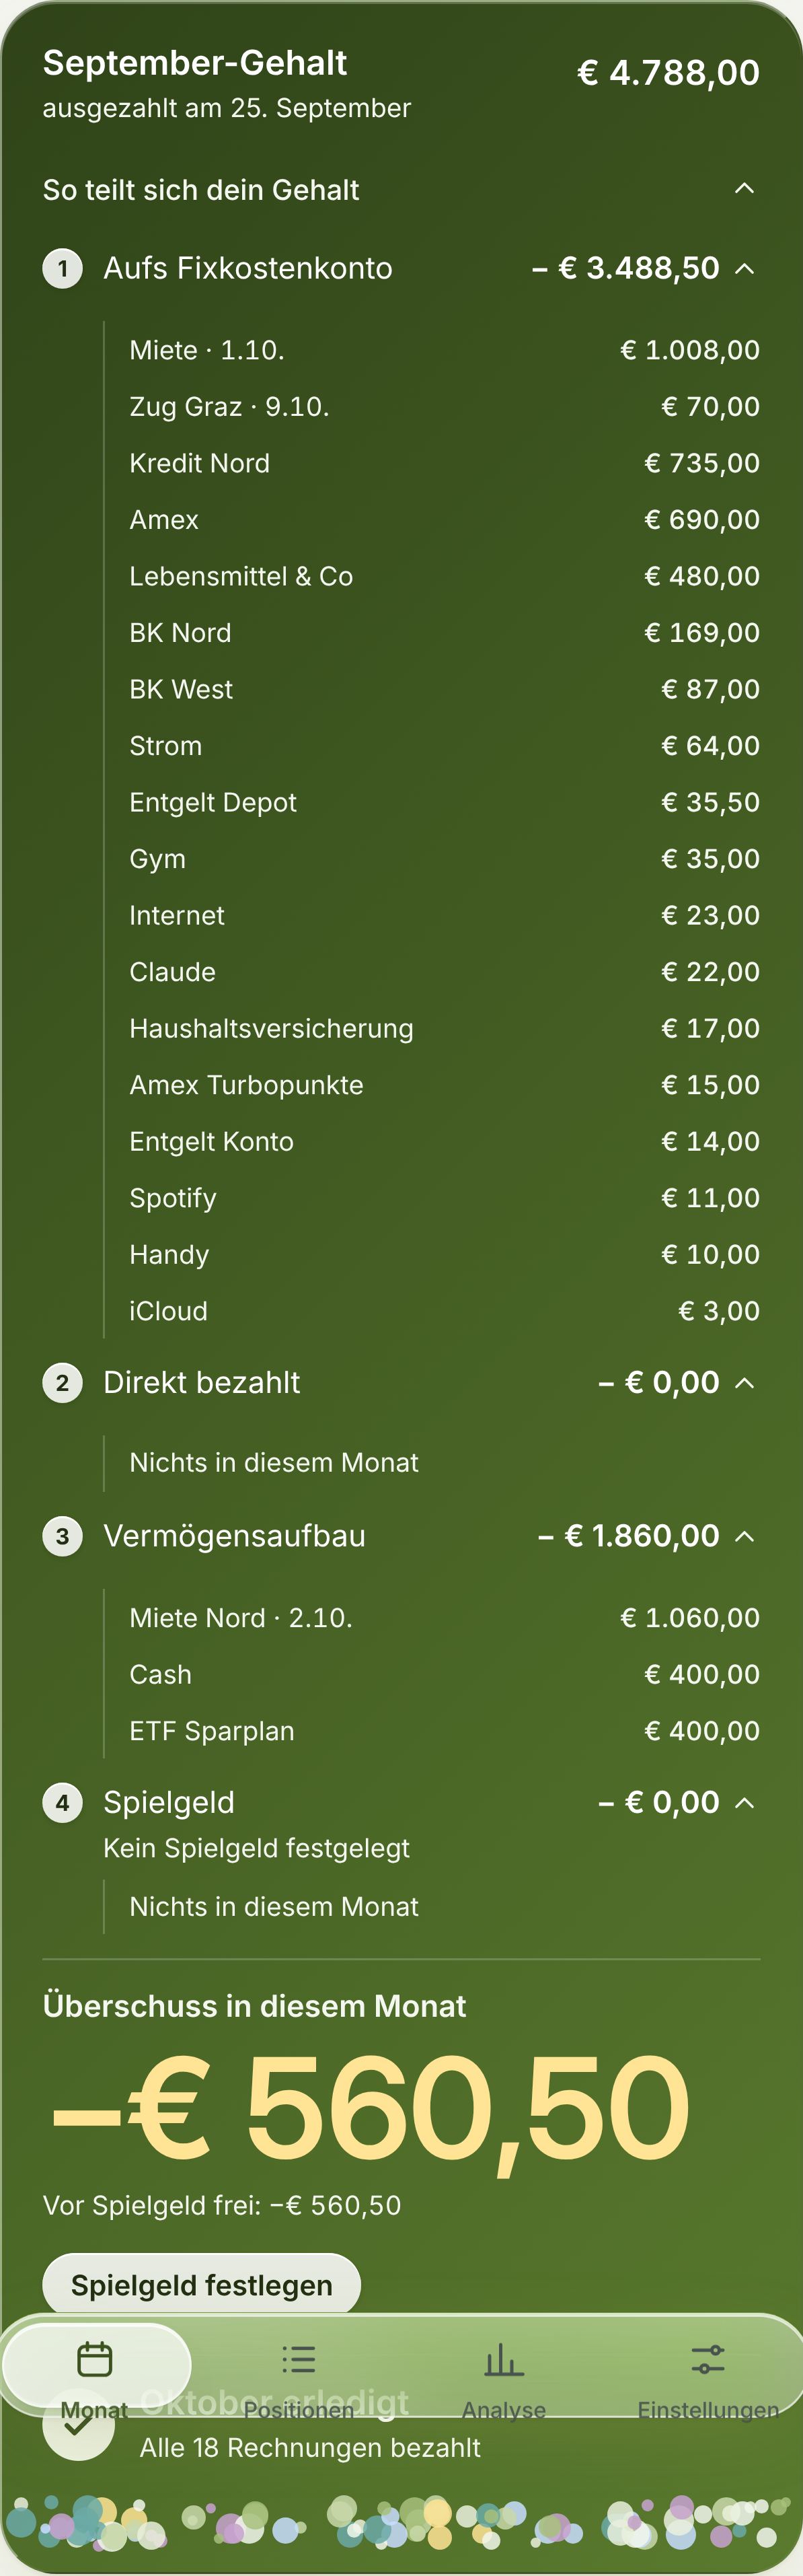 September-Gehalt
€ 4.788,00
ausgezahlt am 25. September
So teilt sich dein Gehalt
1 Aufs Fixkostenkonto – € 3.488,50
Miete · 1.10. € 1.008,00
Zug Graz · 9.10. € 70,00
Kredit Nord € 735,00
Amex € 690,00
Lebensmittel & Co € 480,00
BK Nord € 169,00
BK West € 87,00
Strom € 64,00
Entgelt Depot € 35,50
Gym € 35,00
Internet € 23,00
Claude € 22,00
Haushaltsversicherung € 17,00
Amex Turbopunkte € 15,00
Entgelt Konto € 14,00
Spotify € 11,00
Handy € 10,00
iCloud € 3,00
2 Direkt bezahlt – € 0,00
Nichts in diesem Monat
3 Vermögensaufbau – € 1.860,00
Miete Nord · 2.10. € 1.060,00
Cash € 400,00
ETF Sparplan € 400,00
4 Spielgeld – € 0,00
Kein Spielgeld festgelegt
Nichts in diesem Monat
Überschuss in diesem Monat
–€ 560,50
Vor Spielgeld frei: –€ 560,50
Spielgeld festlegen
Oktober erledigt
Monat Positionen Analyse Einstellungen
Alle 18 Rechnungen bezahlt